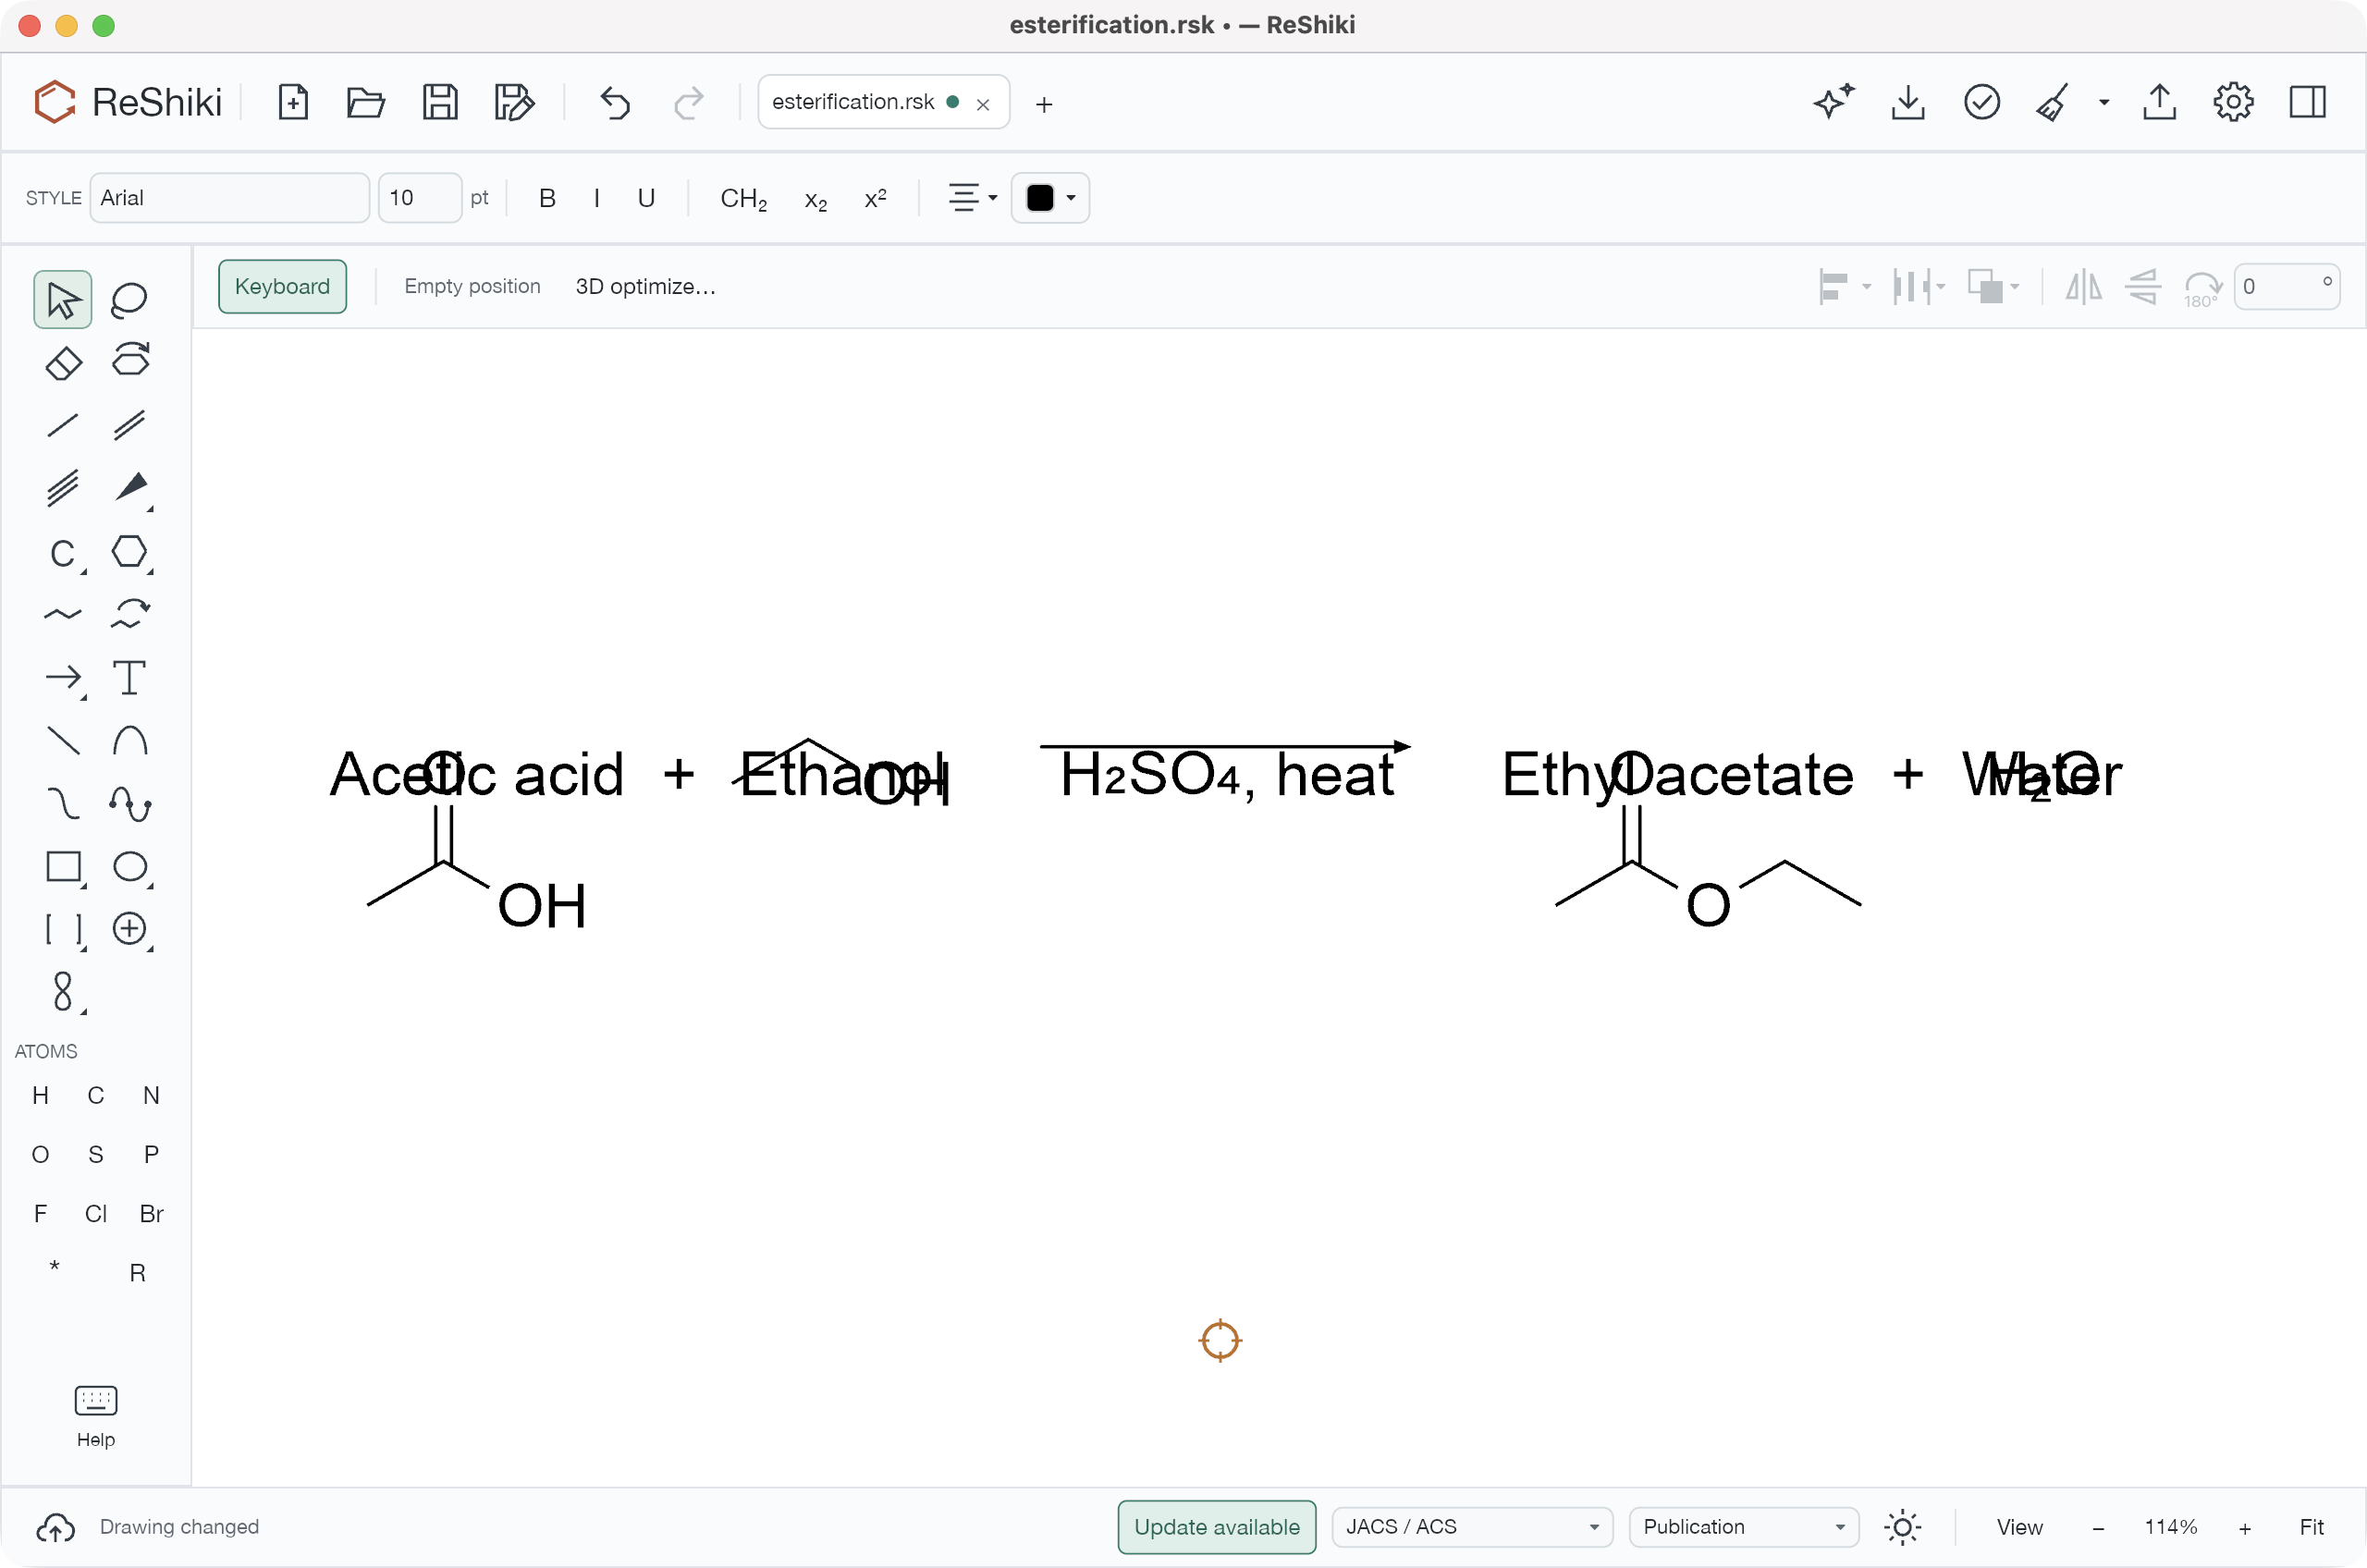 esterification.rsk • — ReShiki
ReShiki
esterification.rsk
STYLE Arial 10 pt B I U CH₂ x₂ x²
Keyboard Empty position 3D optimize... 180° 0 °
C
T
ATOMS
H C N
O S P
F Cl Br
* R
Help
Acetic acid + Ethanol H₂SO₄, heat Ethyl acetate + Water
O OH O H₂O
OH O
Drawing changed Update available JACS / ACS Publication View – 114% + Fit